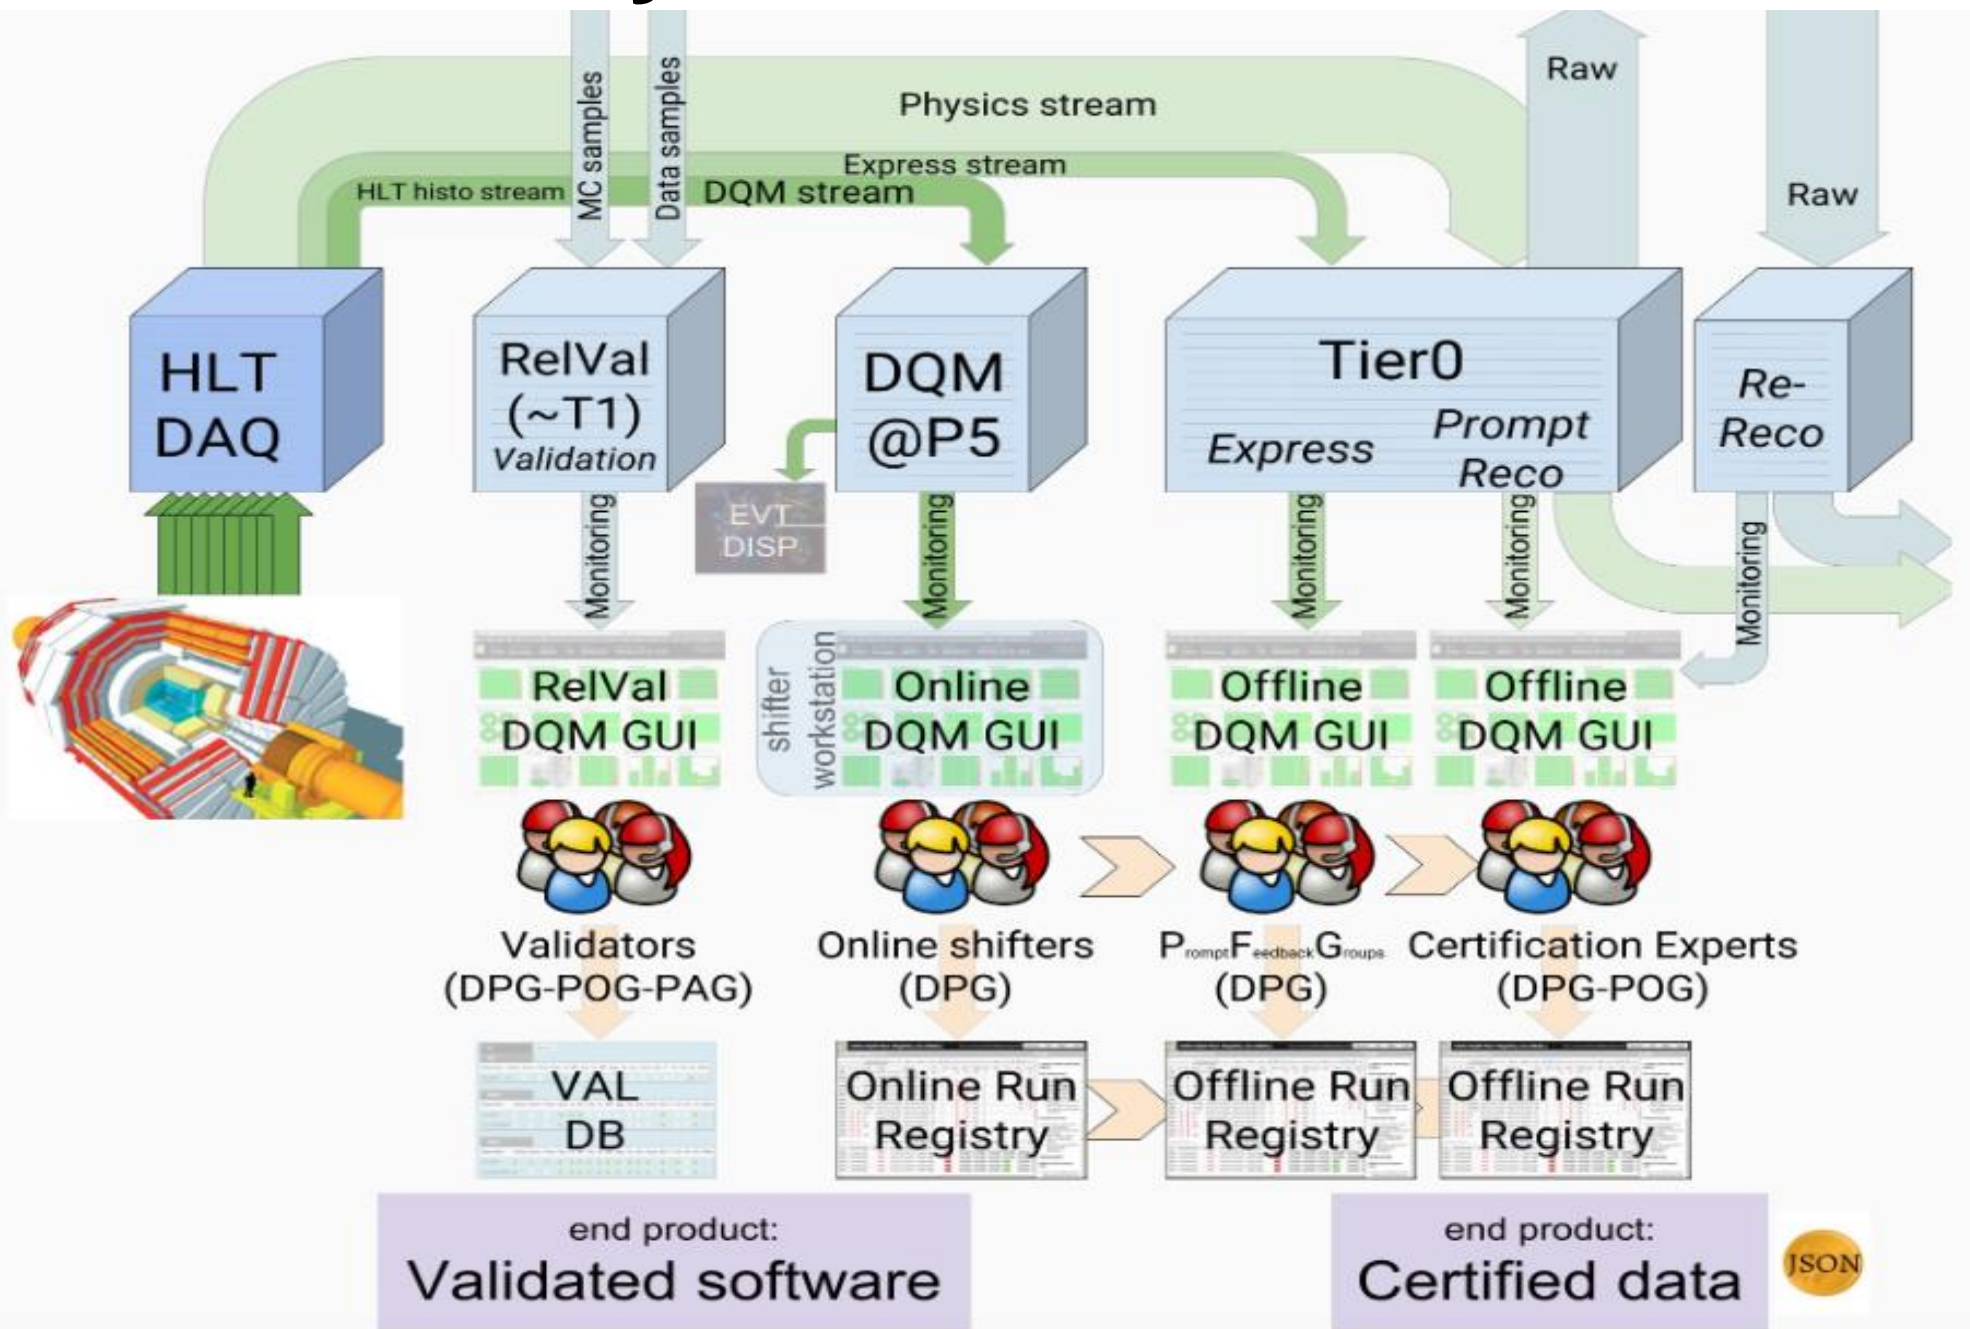 Physics stream
Express stream
HLT histo stream
DQM stream
MC samples
Data samples
Raw
Raw
HLT
DAQ
RelVal
(~T1)
Validation
DQM
@P5
Tier0
Express
Prompt
Reco
Re-
Reco
EVT
DISP
Monitoring
Monitoring
Monitoring
Monitoring
Monitoring
RelVal
DQM GUI
shifter
workstation
Online
DQM GUI
Offline
DQM GUI
Offline
DQM GUI
Validators
(DPG-POG-PAG)
Online shifters
(DPG)
PromptFeedbackGroups
(DPG)
Certification Experts
(DPG-POG)
VAL
DB
Online Run
Registry
Offline Run
Registry
Offline Run
Registry
end product:
Validated software
end product:
Certified data
JSON